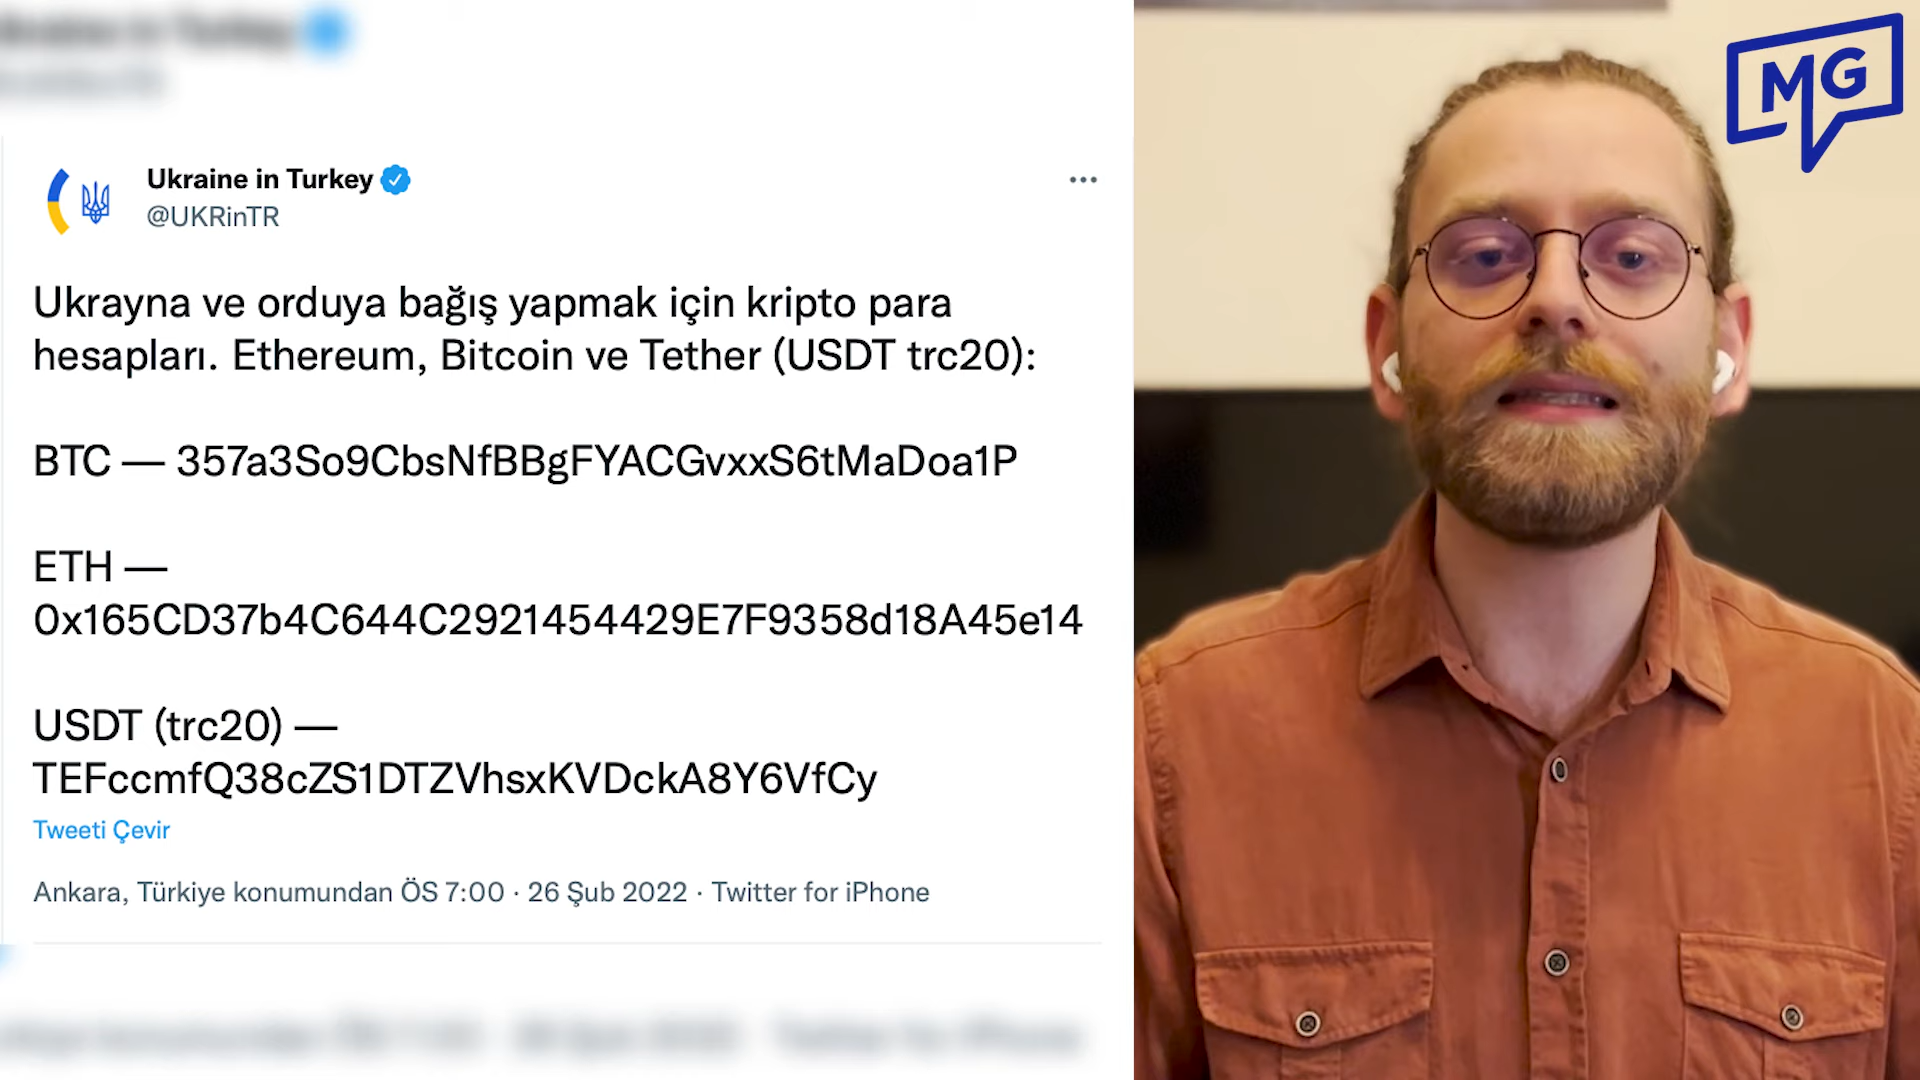 Ukraine in Turkey
@UKRinTR
Ukrayna ve orduya bağış yapmak için kripto para
hesapları. Ethereum, Bitcoin ve Tether (USDT trc20):
BTC — 357a3So9CbsNfBBgFYACGvxxS6tMaDoa1P
ETH —
0x165CD37b4C644C2921454429E7F9358d18A45e14
USDT (trc20) —
TEFccmfQ38cZS1DTZVhsxKVDckA8Y6VfCy
Tweeti Çevir
Ankara, Türkiye konumundan ÖS 7:00 · 26 Şub 2022 · Twitter for iPhone
MG